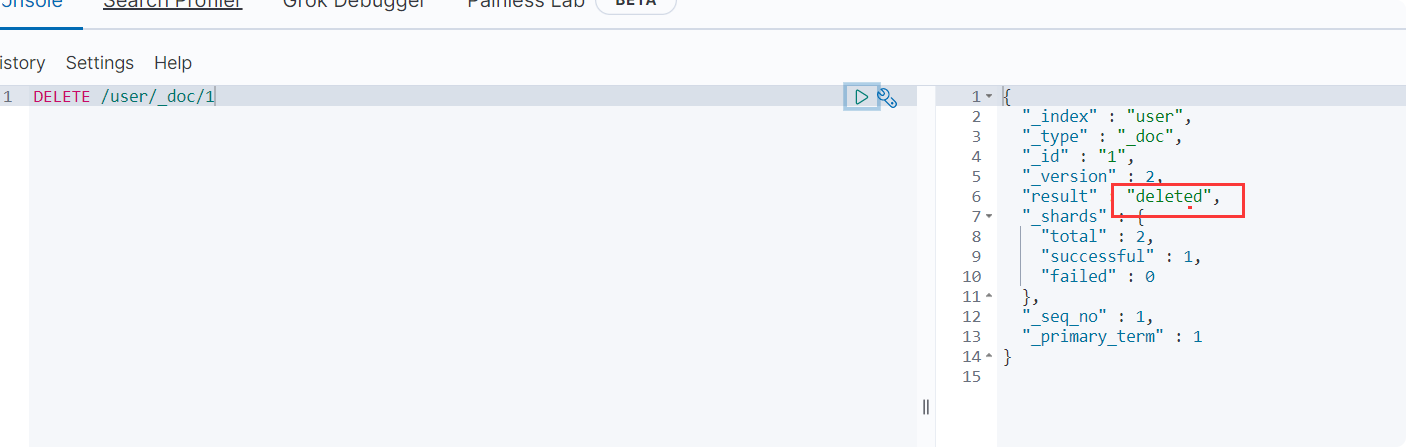 Console Search Profiler Grok Debugger Painless Lab BETA
istory Settings Help
1 DELETE /user/_doc/1
1 {
2 "_index" : "user",
3 "_type" : "_doc",
4 "_id" : "1",
5 "_version" : 2,
6 "result" : "deleted",
7 "_shards" : {
8 "total" : 2,
9 "successful" : 1,
10 "failed" : 0
11 },
12 "_seq_no" : 1,
13 "_primary_term" : 1
14 }
15